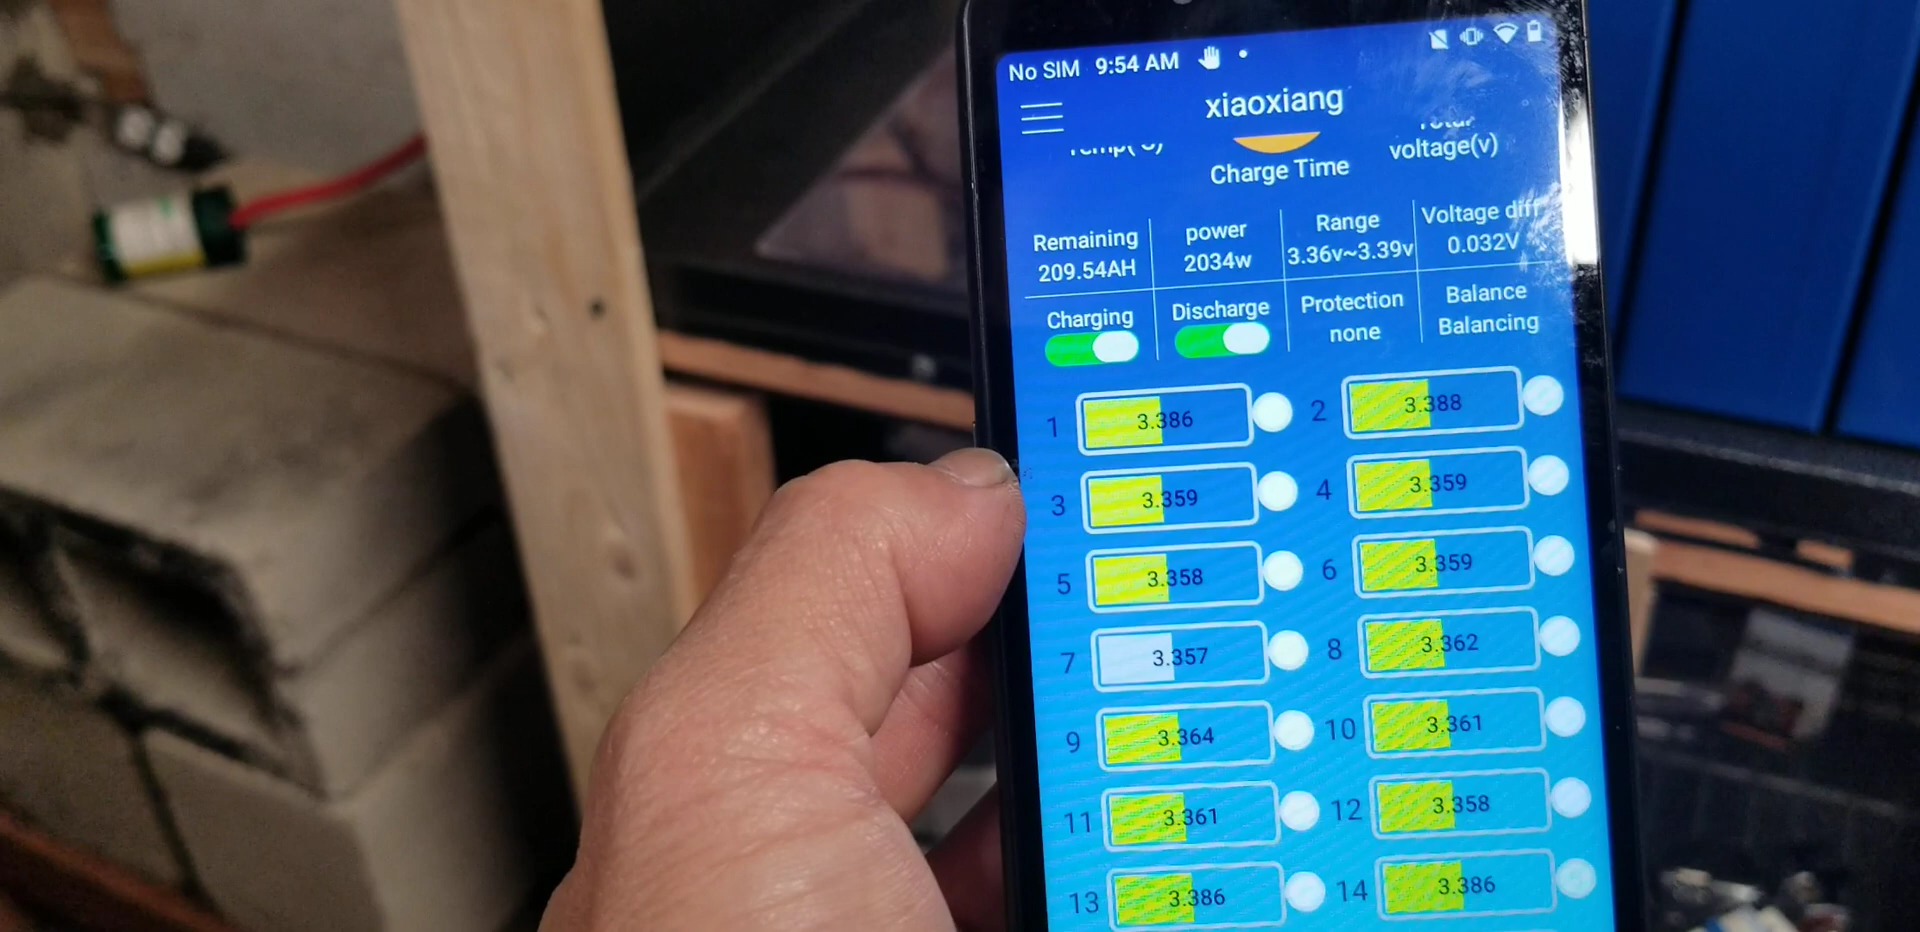 No SIM 9:54 AM
xiaoxiang
Temp(
Total
voltage(v)
Charge Time
Remaining
209.54AH
power
2034w
Range
3.36v~3.39v
Voltage diff
0.032V
Charging
Discharge
Protection
none
Balance
Balancing
1 3.386
2 3.388
3 3.359
4 3.359
5 3.358
6 3.359
7 3.357
8 3.362
9 3.364
10 3.361
11 3.361
12 3.358
13 3.386
14 3.386